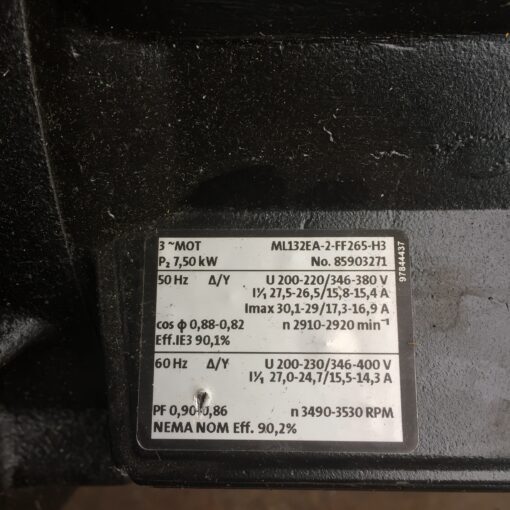 3 ~MOT ML132EA-2-FF265-H3
P₂ 7,50 kW No. 85903271
50 Hz Δ/Y U 200-220/346-380 V
I¹/₁ 27,5-26,5/15,8-15,4 A
Imax 30,1-29/17,3-16,9 A
cos φ 0,88-0,82 n 2910-2920 min⁻¹
Eff.IE3 90,1%
60 Hz Δ/Y U 200-230/346-400 V
I¹/₁ 27,0-24,7/15,5-14,3 A
PF 0,90-0,86 n 3490-3530 RPM
NEMA NOM Eff. 90,2%
97844437